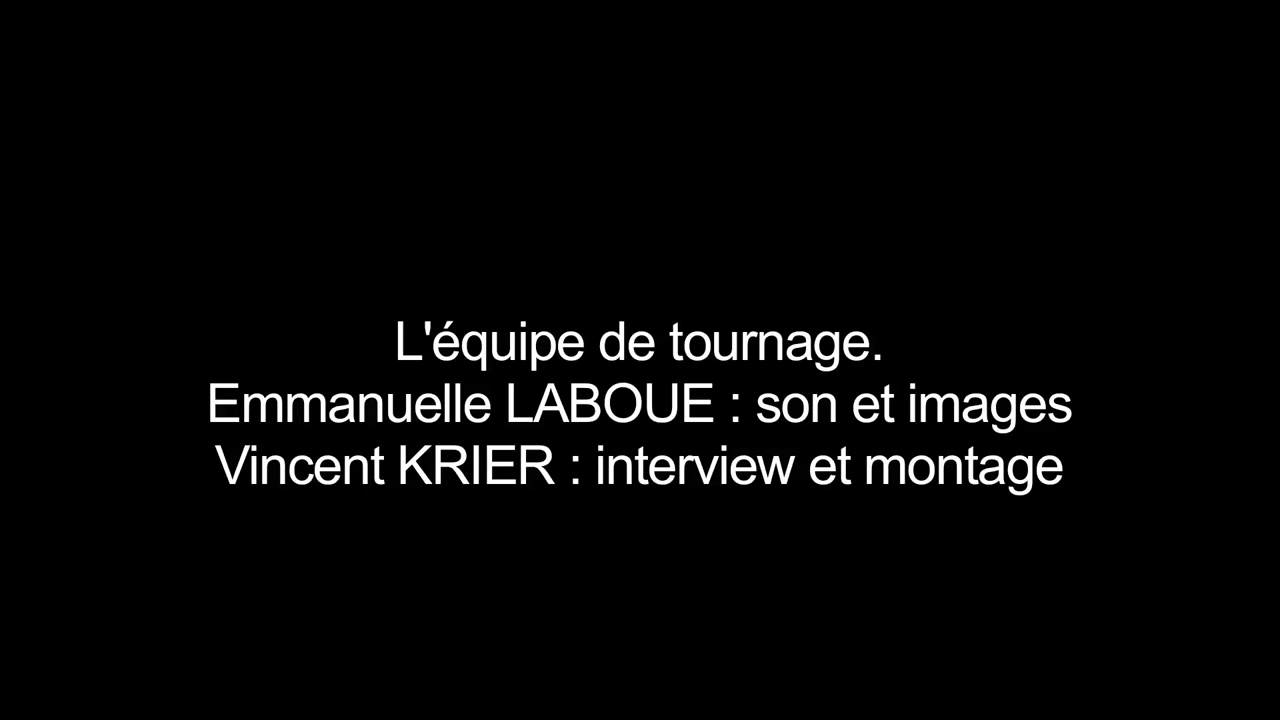 L'équipe de tournage.
Emmanuelle LABOUE : son et images
Vincent KRIER : interview et montage